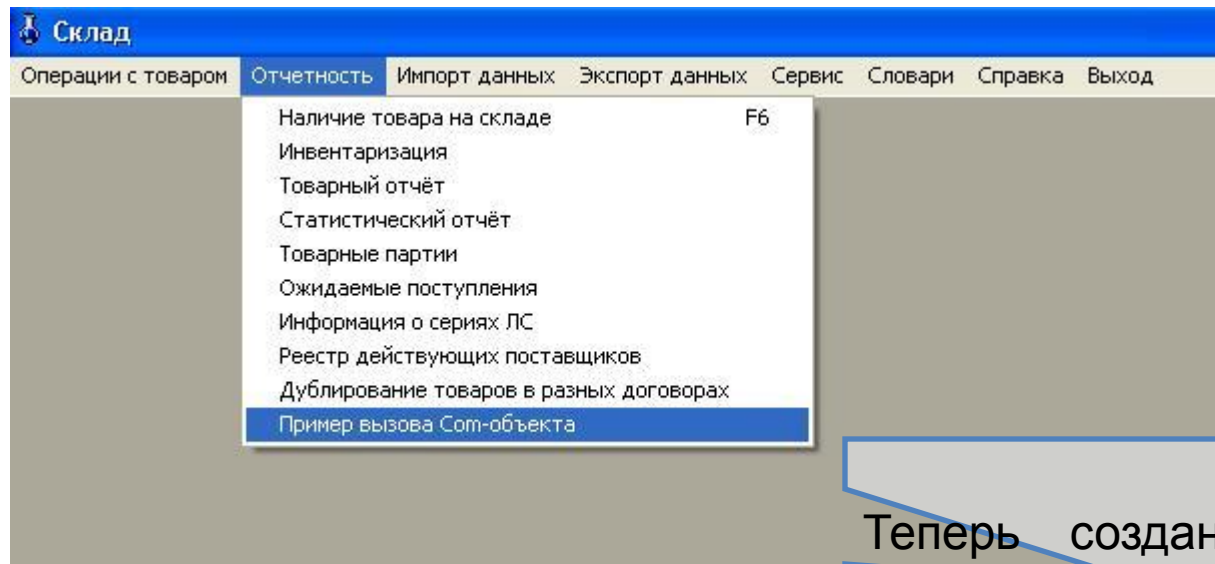 Склад
Операции с товаром Отчетность Импорт данных Экспорт данных Сервис Словари Справка Выход
Наличие товара на складе F6
Инвентаризация
Товарный отчёт
Статистический отчёт
Товарные партии
Ожидаемые поступления
Информация о сериях ЛС
Реестр действующих поставщиков
Дублирование товаров в разных договорах
Пример вызова Com-объекта
Теперь